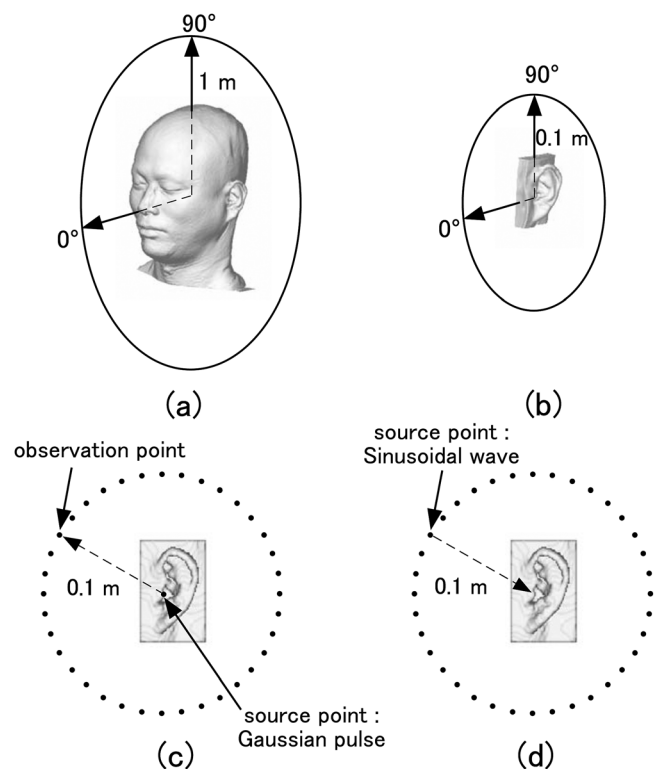 90°
1 m
0°
(a)
90°
0.1 m
0°
(b)
observation point
0.1 m
source point :
Gaussian pulse
(c)
source point :
Sinusoidal wave
0.1 m
(d)